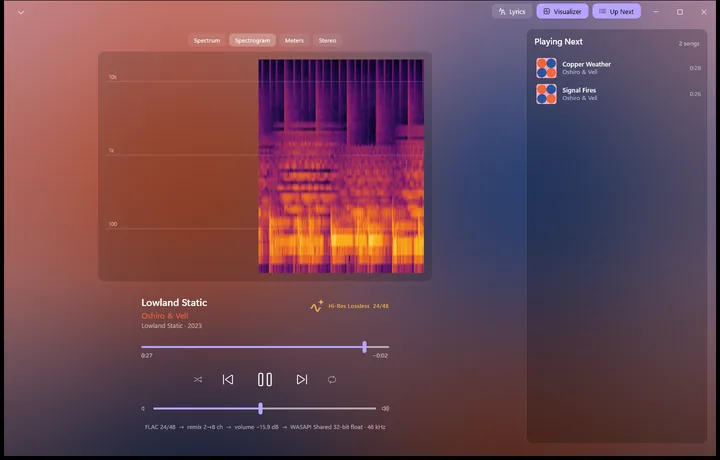 Lyrics
Visualizer
Up Next
Spectrum
Spectrogram
Meters
Stereo
10k
1k
100
Playing Next
2 songs
Copper Weather
Oshiro & Vell
0:28
Signal Fires
Oshiro & Vell
0:26
Lowland Static
Oshiro & Vell
Lowland Static · 2023
Hi-Res Lossless 24/48
0:27
−0:02
FLAC 24/48 → remix 2→8 ch → volume −15.9 dB → WASAPI Shared 32-bit float · 48 kHz